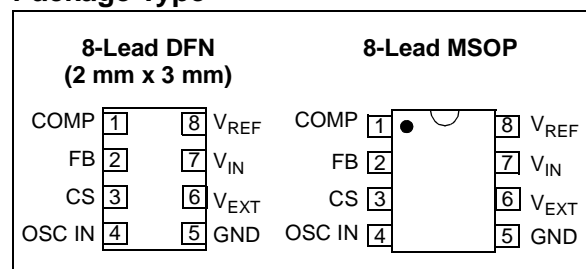 8-Lead DFN
(2 mm x 3 mm)
COMP 1 8 VREF
FB 2 7 VIN
CS 3 6 VEXT
OSC IN 4 5 GND
8-Lead MSOP
COMP 1 8 VREF
FB 2 7 VIN
CS 3 6 VEXT
OSC IN 4 5 GND